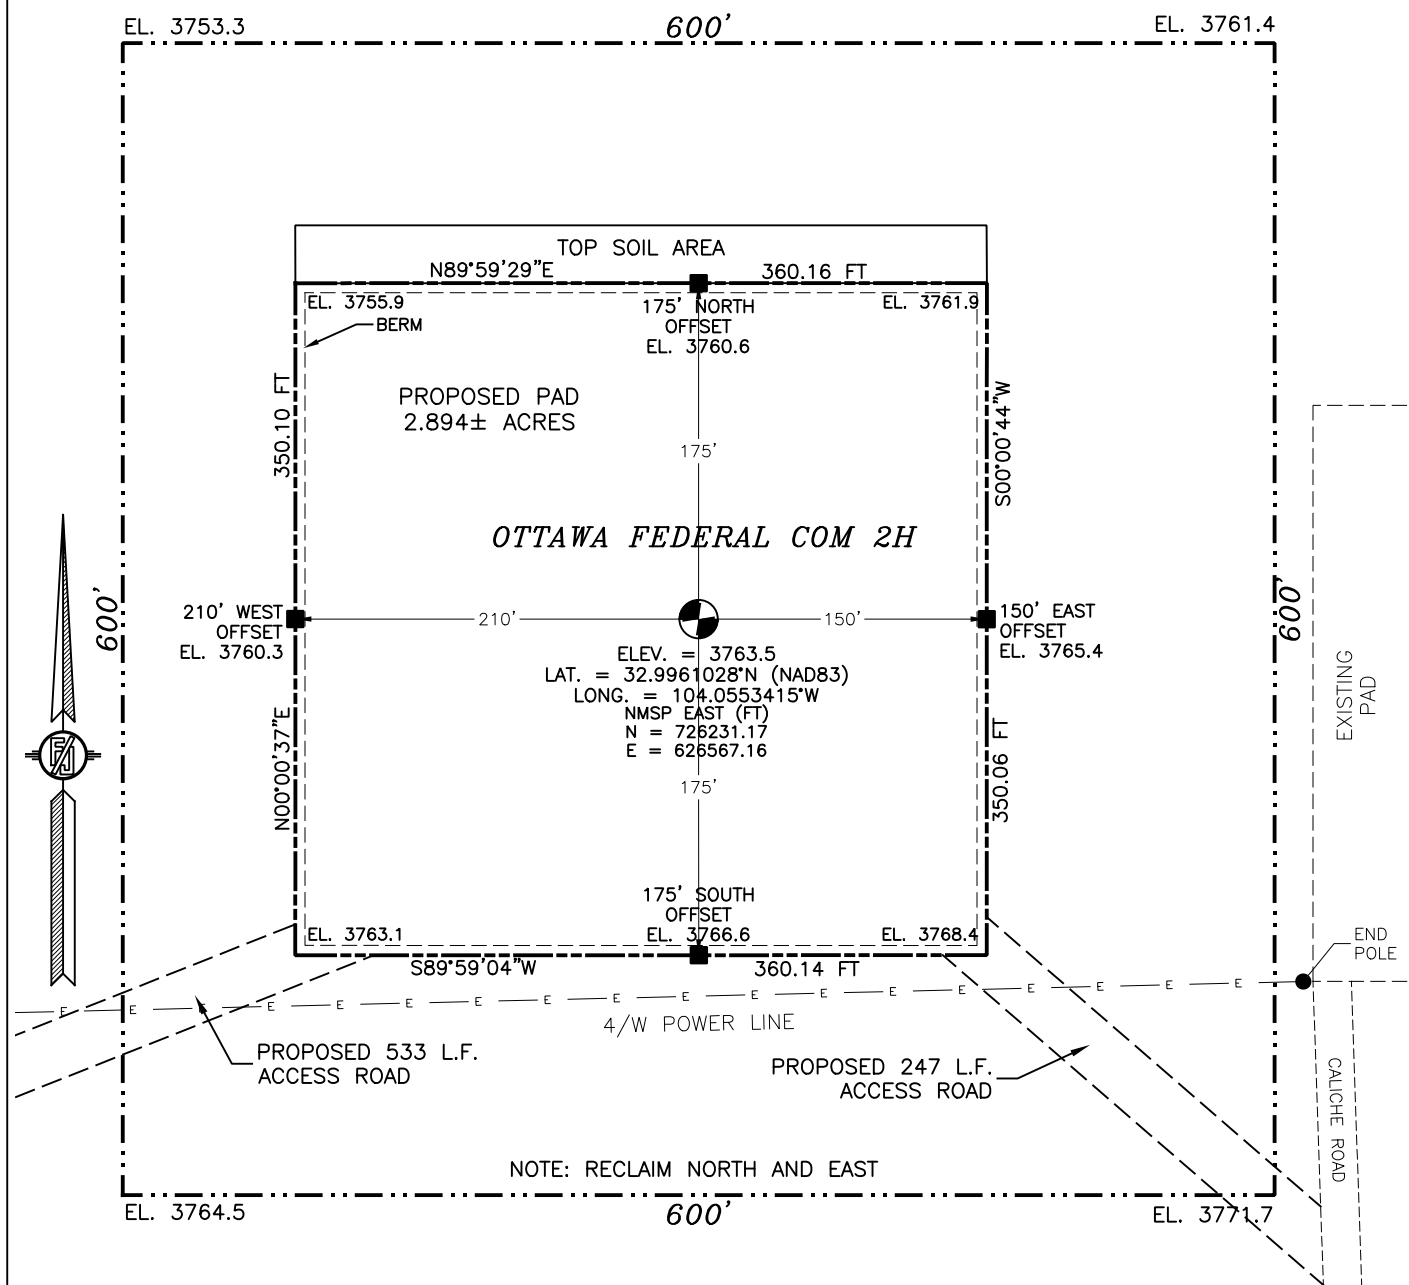 EL. 3753.3
600'
EL. 3761.4
TOP SOIL AREA
N89°59'29"E
360.16 FT
EL. 3755.9
175' NORTH
OFFSET
EL. 3760.6
EL. 3761.9
BERM
350.10 FT
PROPOSED PAD
2.894± ACRES
S00°00'44"W
175'
OTTAWA FEDERAL COM 2H
600'
210' WEST
OFFSET
EL. 3760.3
210'
150'
150' EAST
OFFSET
EL. 3765.4
600'
ELEV. = 3763.5
LAT. = 32.9961028°N (NAD83)
LONG. = 104.0553415°W
NMSP EAST (FT)
N = 726231.17
E = 626567.16
EXISTING
PAD
N00°00'37"E
350.06 FT
175'
175' SOUTH
OFFSET
EL. 3766.6
EL. 3763.1
EL. 3768.4
S89°59'04"W
360.14 FT
END
POLE
E E E E E E E E E E E E E E E E E E
4/W POWER LINE
PROPOSED 533 L.F.
ACCESS ROAD
PROPOSED 247 L.F.
ACCESS ROAD
CALICHE ROAD
NOTE: RECLAIM NORTH AND EAST
EL. 3764.5
600'
EL. 3771.7